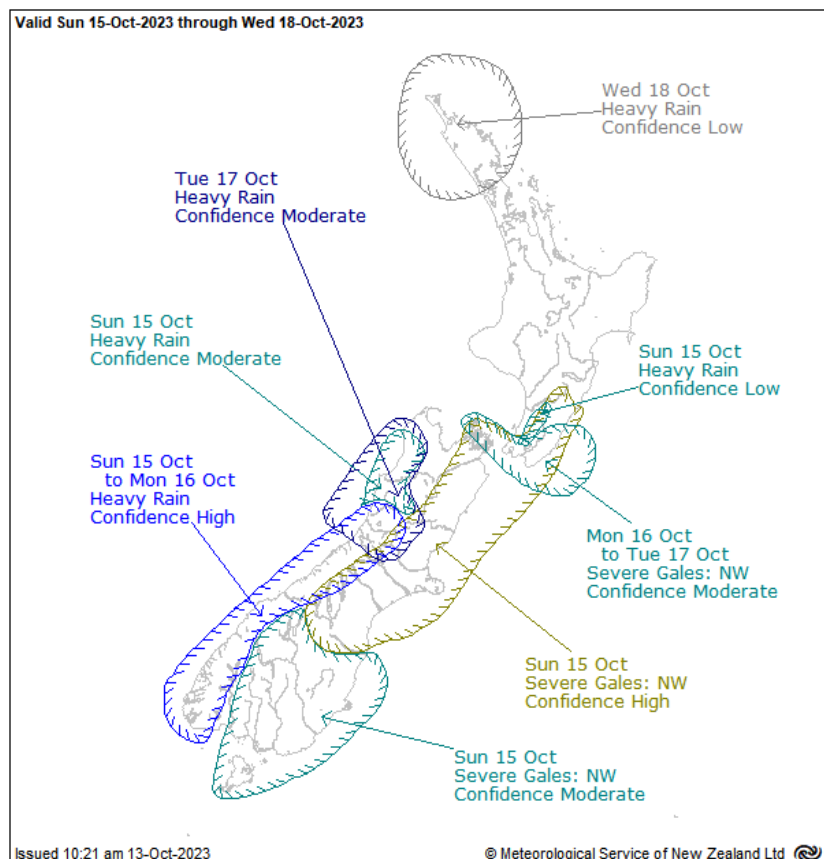 Valid Sun 15-Oct-2023 through Wed 18-Oct-2023
Wed 18 Oct
Heavy Rain
Confidence Low
Tue 17 Oct
Heavy Rain
Confidence Moderate
Sun 15 Oct
Heavy Rain
Confidence Moderate
Sun 15 Oct
Heavy Rain
Confidence Low
Sun 15 Oct
to Mon 16 Oct
Heavy Rain
Confidence High
Mon 16 Oct
to Tue 17 Oct
Severe Gales: NW
Confidence Moderate
Sun 15 Oct
Severe Gales: NW
Confidence High
Sun 15 Oct
Severe Gales: NW
Confidence Moderate
Issued 10:21 am 13-Oct-2023
© Meteorological Service of New Zealand Ltd